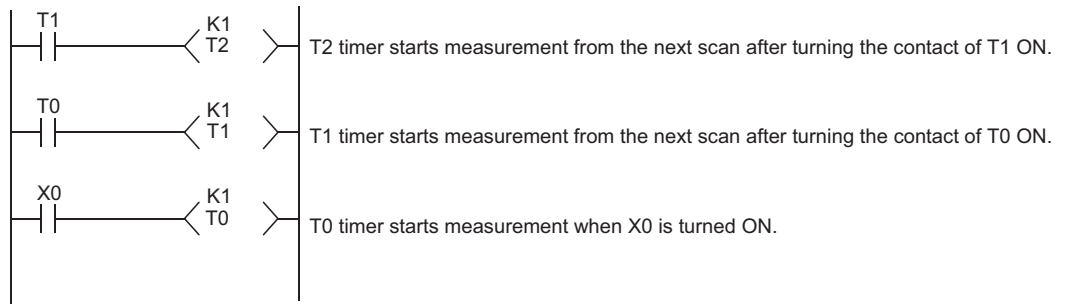 T1
K1
T2
T2 timer starts measurement from the next scan after turning the contact of T1 ON.
T0
K1
T1
T1 timer starts measurement from the next scan after turning the contact of T0 ON.
X0
K1
T0
T0 timer starts measurement when X0 is turned ON.